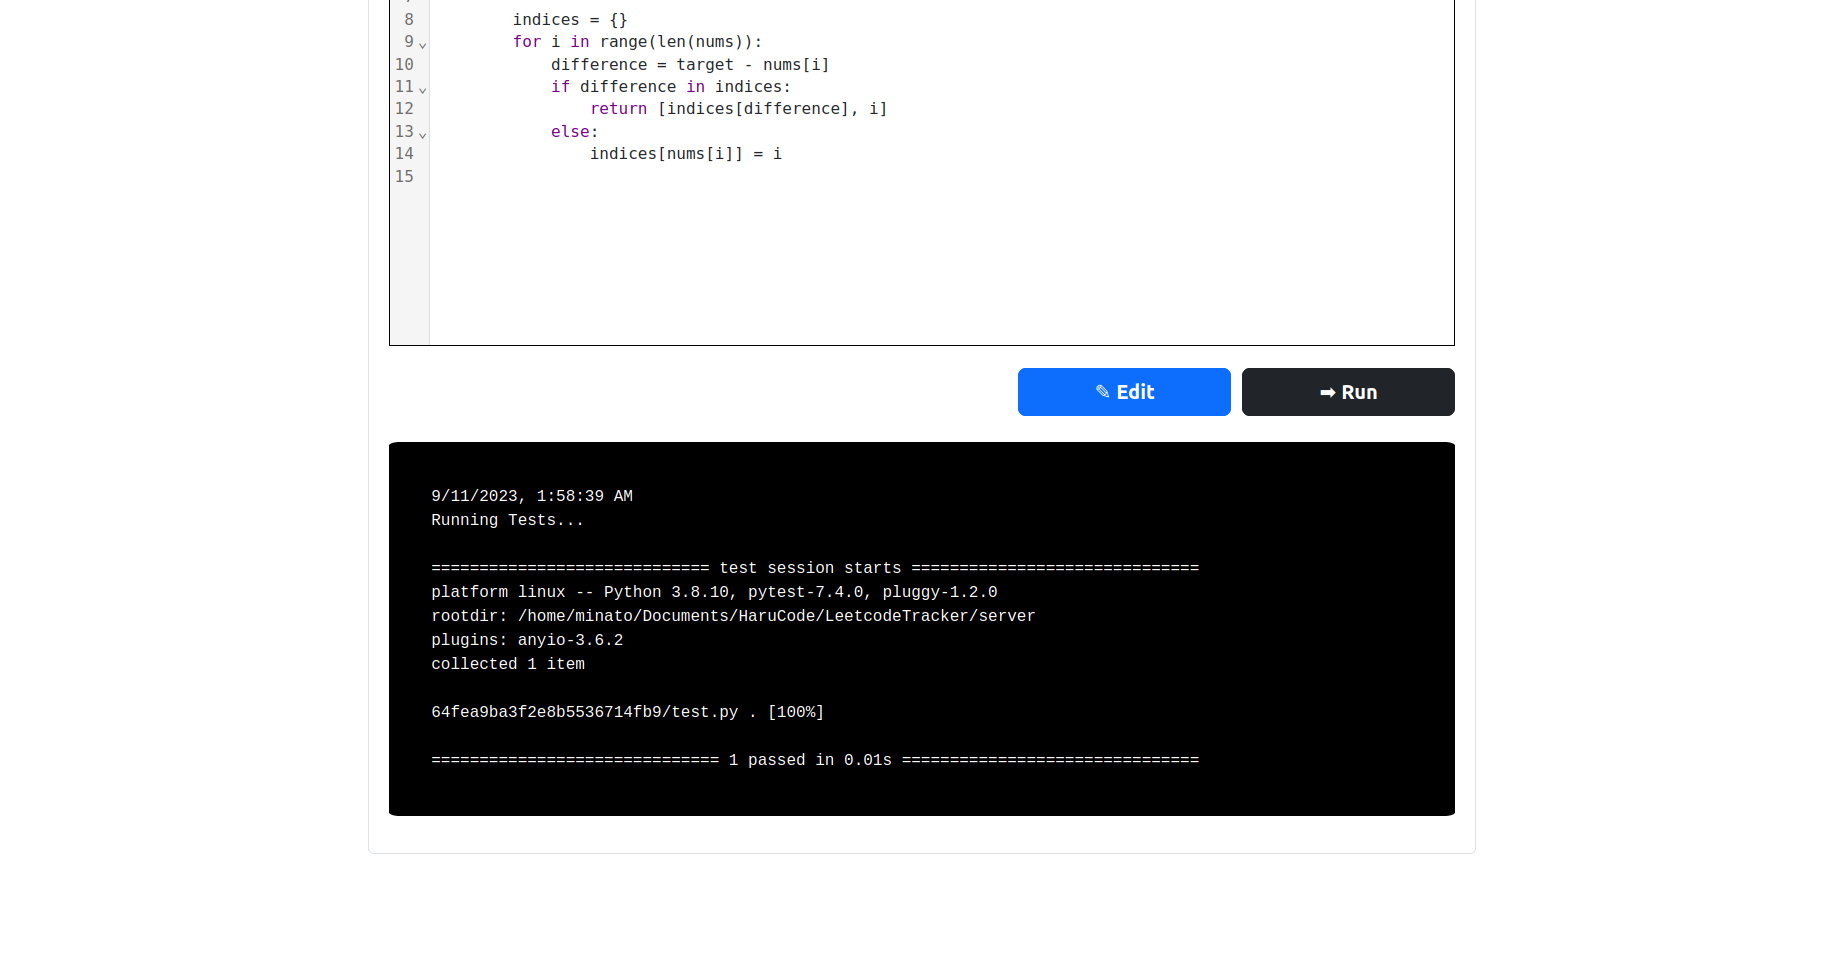 8 indices = {}
9 for i in range(len(nums)):
10 difference = target - nums[i]
11 if difference in indices:
12 return [indices[difference], i]
13 else:
14 indices[nums[i]] = i
15
✎ Edit ➡ Run
9/11/2023, 1:58:39 AM
Running Tests...
============================= test session starts ==============================
platform linux -- Python 3.8.10, pytest-7.4.0, pluggy-1.2.0
rootdir: /home/minato/Documents/HaruCode/LeetcodeTracker/server
plugins: anyio-3.6.2
collected 1 item
64fea9ba3f2e8b5536714fb9/test.py . [100%]
============================== 1 passed in 0.01s ===============================